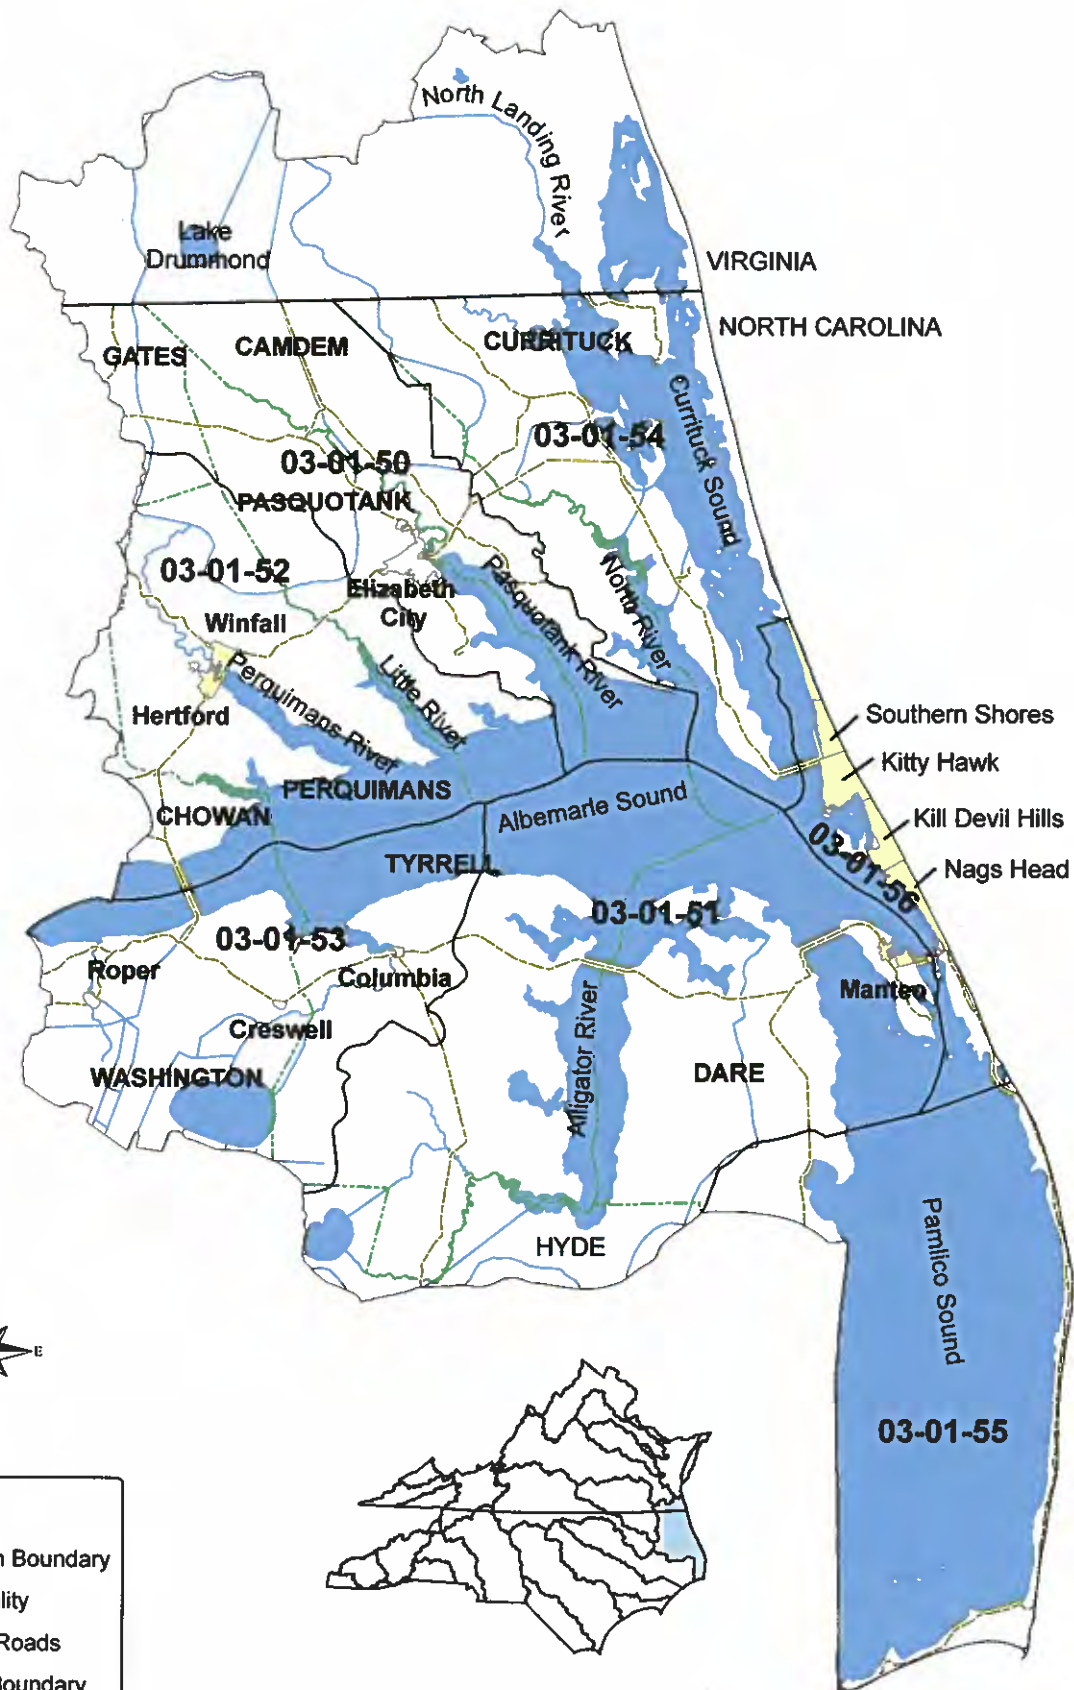 North Landing River
Lake
Drummond
VIRGINIA
NORTH CAROLINA
GATES
CAMDEM
CURRITUCK
Currituck Sound
03-01-54
03-01-50
PASQUOTANK
03-01-52
Elizabeth
City
Pasquotank River
North River
Winfall
Perquimans River
Little River
Hertford
Southern Shores
Kitty Hawk
PERQUIMANS
CHOWAN
Albemarle Sound
Kill Devil Hills
03-01-56
TYRRELL
Nags Head
03-01-51
03-01-53
Roper
Columbia
Manteo
Creswell
Alligator River
WASHINGTON
DARE
HYDE
Pamlico Sound
E
03-01-55
Boundary
Roads
Boundary